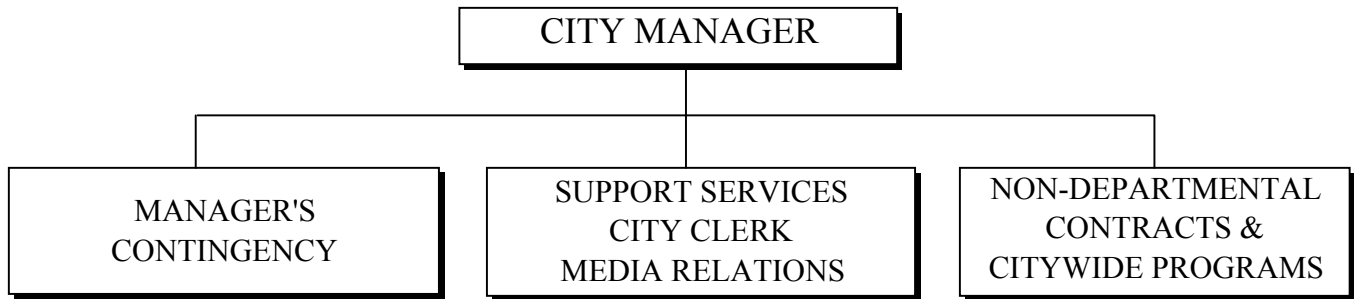 CITY MANAGER
MANAGER'S
CONTINGENCY
SUPPORT SERVICES
CITY CLERK
MEDIA RELATIONS
NON-DEPARTMENTAL
CONTRACTS &
CITYWIDE PROGRAMS